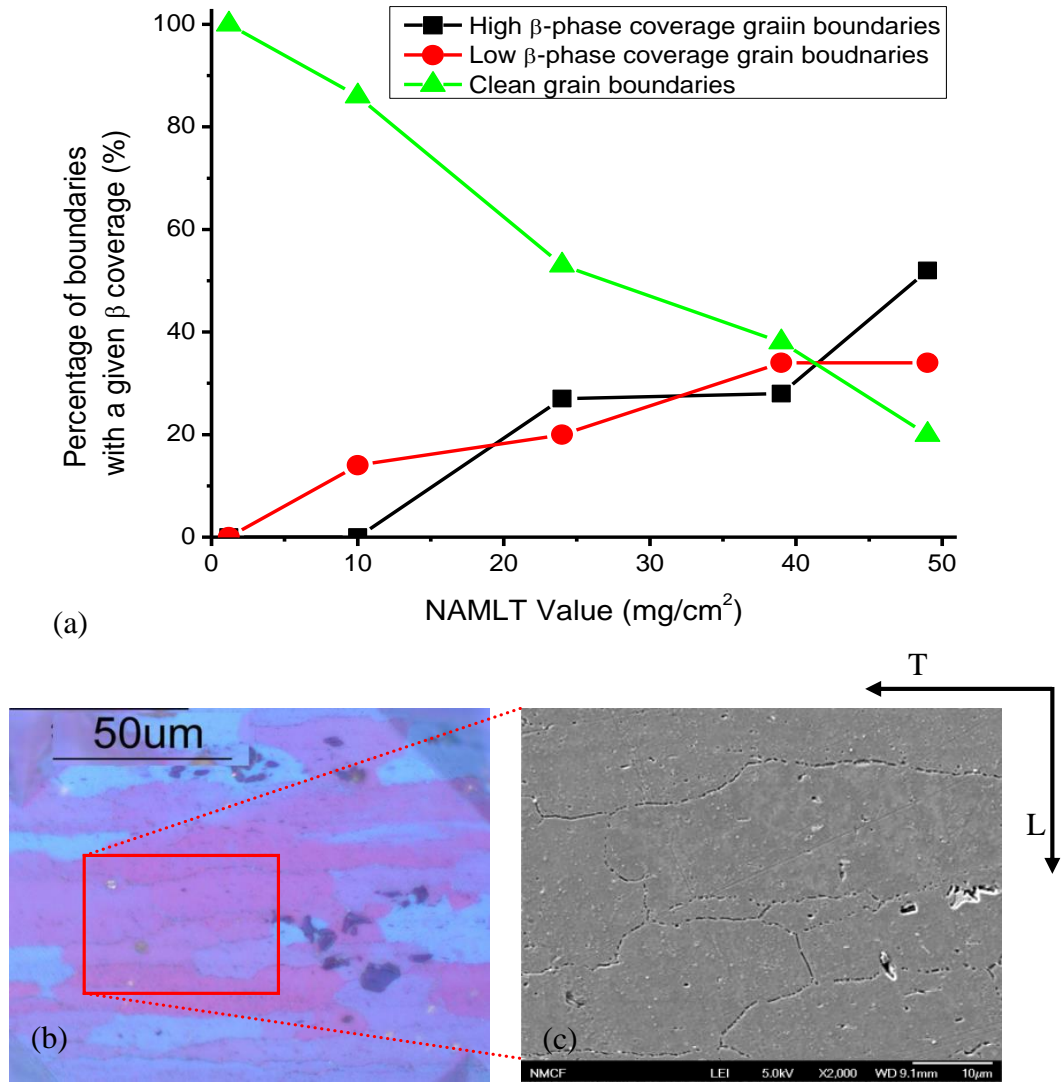 100
80
60
40
20
0
Percentage of boundaries
with a given β coverage (%)
High β-phase coverage graiin boundaries
Low β-phase coverage grain boudnaries
Clean grain boundaries
0 10 20 30 40 50
NAMLT Value (mg/cm²)
(a)
T
L
50um
(b)
(c)
NMCF LEI 5.0kV X2,000 WD 9.1mm 10μm